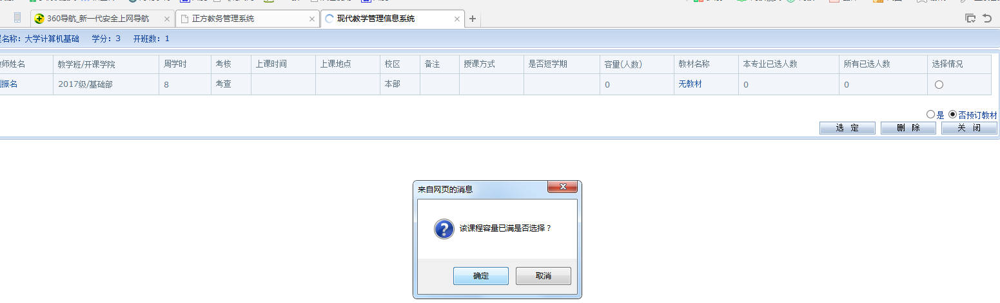 360导航_新一代安全上网导航
正方教务管理系统
现代教学管理信息系统
名称：大学计算机基础 学分：3 开班数：1
师姓名 教学班/开课学院 周学时 考核 上课时间 上课地点 校区 备注 授课方式 是否短学期 容量(人数) 教材名称 本专业已选人数 所有已选人数 选择情况
振名 2017级/基础部 8 考查 本部 0 无教材 0 0
是 否预订教材
选 定 删 除 关 闭
来自网页的消息
该课程容量已满是否选择？
确定 取消